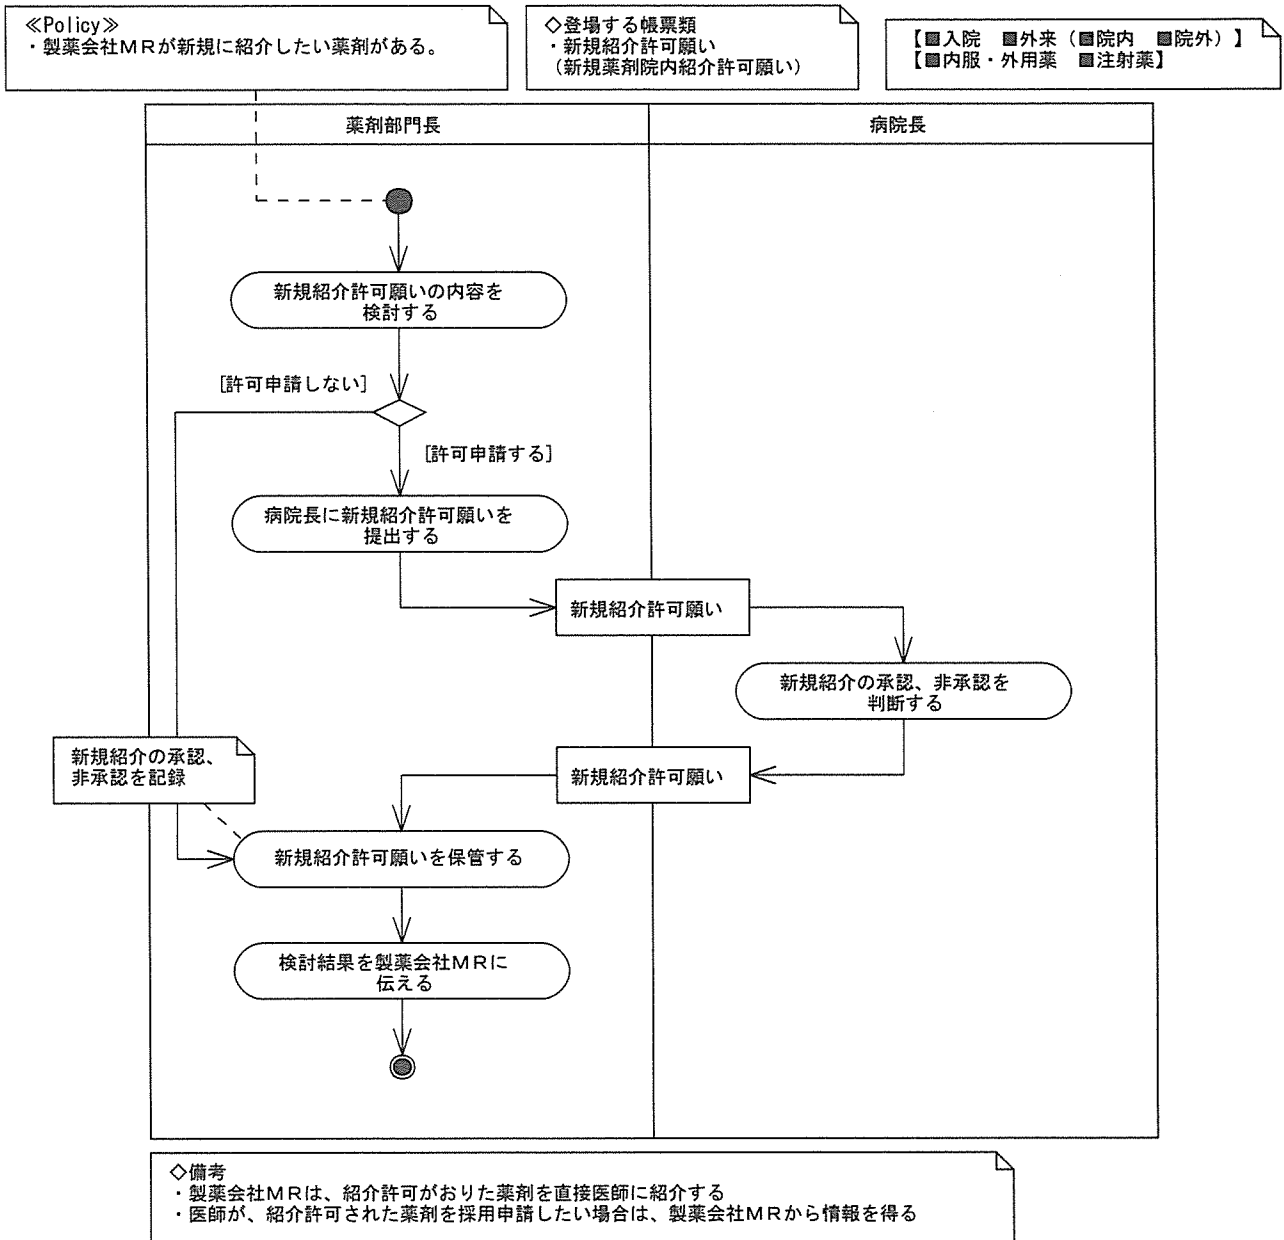 ≪Policy≫
・製薬会社ＭＲが新規に紹介したい薬剤がある。
◇登場する帳票類
・新規紹介許可願い
（新規薬剤院内紹介許可願い）
【■入院　■外来（■院内　■院外）】
【■内服・外用薬　■注射薬】
薬剤部門長
病院長
新規紹介許可願いの内容を
検討する
[許可申請しない]
[許可申請する]
病院長に新規紹介許可願いを
提出する
新規紹介許可願い
新規紹介の承認、非承認を
判断する
新規紹介の承認、
非承認を記録
新規紹介許可願い
新規紹介許可願いを保管する
検討結果を製薬会社ＭＲに
伝える
◇備考
・製薬会社ＭＲは、紹介許可がおりた薬剤を直接医師に紹介する
・医師が、紹介許可された薬剤を採用申請したい場合は、製薬会社ＭＲから情報を得る